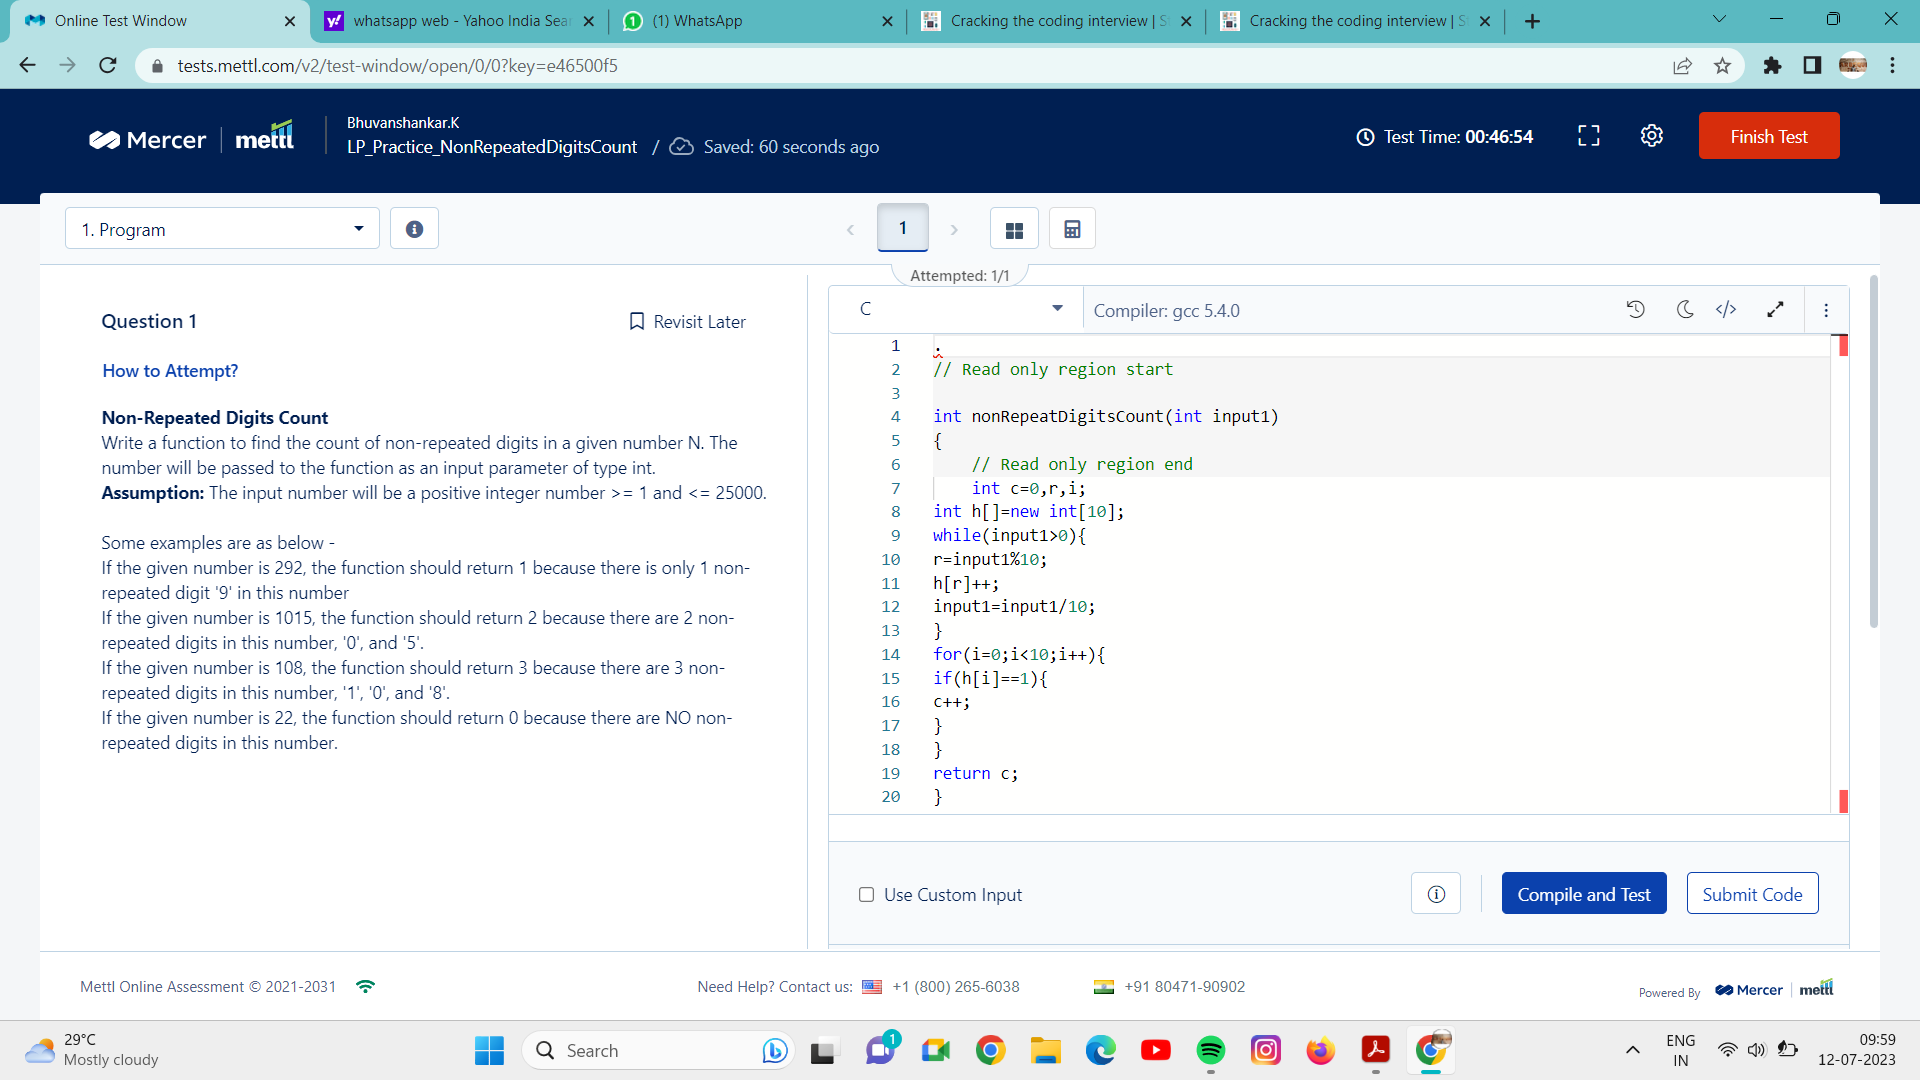 Online Test Window
whatsapp web - Yahoo India Sear
(1) WhatsApp
Cracking the coding interview | S
Cracking the coding interview | S
tests.mettl.com/v2/test-window/open/0/0?key=e46500f5
Mercer
mettl
Bhuvanshankar.K
LP_Practice_NonRepeatedDigitsCount / Saved: 60 seconds ago
Test Time: 00:46:54
Finish Test
1. Program
1
Attempted: 1/1
Question 1
Revisit Later
How to Attempt?
Non-Repeated Digits Count
Write a function to find the count of non-repeated digits in a given number N. The
number will be passed to the function as an input parameter of type int.
Assumption: The input number will be a positive integer number >= 1 and <= 25000.
Some examples are as below -
If the given number is 292, the function should return 1 because there is only 1 non-
repeated digit '9' in this number
If the given number is 1015, the function should return 2 because there are 2 non-
repeated digits in this number, '0', and '5'.
If the given number is 108, the function should return 3 because there are 3 non-
repeated digits in this number, '1', '0', and '8'.
If the given number is 22, the function should return 0 because there are NO non-
repeated digits in this number.
C
Compiler: gcc 5.4.0
1 .
2 // Read only region start
3
4 int nonRepeatDigitsCount(int input1)
5 {
6 // Read only region end
7 int c=0,r,i;
8 int h[]=new int[10];
9 while(input1>0){
10 r=input1%10;
11 h[r]++;
12 input1=input1/10;
13 }
14 for(i=0;i<10;i++){
15 if(h[i]==1){
16 c++;
17 }
18 }
19 return c;
20 }
Use Custom Input
Compile and Test
Submit Code
Mettl Online Assessment © 2021-2031
Need Help? Contact us: +1 (800) 265-6038
+91 80471-90902
Powered By
Mercer
mettl
29°C
Mostly cloudy
Search
1
ENG
IN
09:59
12-07-2023